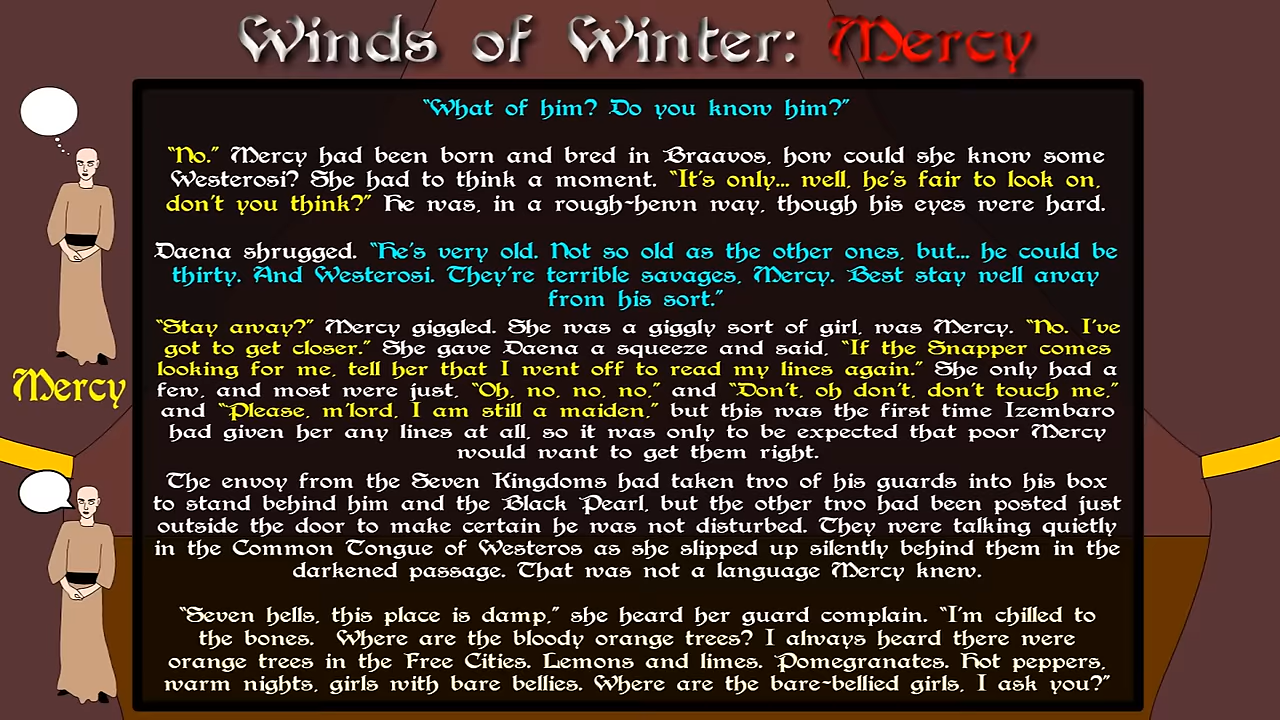 Winds of Winter: Mercy
"What of him? Do you know him?"
"No." Mercy had been born and bred in Braavos, how could she know some
Westerosi? She had to think a moment. "It's only... well, he's fair to look on,
don't you think?" He was, in a rough-hewn way, though his eyes were hard.
Daena shrugged. "He's very old. Not so old as the other ones, but... he could be
thirty. And Westerosi. They're terrible savages, Mercy. Best stay well away
from his sort."
"Stay away?" Mercy giggled. She was a giggly sort of girl, was Mercy. "No. I've
got to get closer." She gave Daena a squeeze and said, "If the Snapper comes
looking for me, tell her that I went off to read my lines again." She only had a
few, and most were just, "Oh, no, no, no," and "Don't, oh don't, don't touch me,"
and "Please, m'lord, I am still a maiden," but this was the first time Izembaro
had given her any lines at all, so it was only to be expected that poor Mercy
would want to get them right.
The envoy from the Seven Kingdoms had taken two of his guards into his box
to stand behind him and the Black Pearl, but the other two had been posted just
outside the door to make certain he was not disturbed. They were talking quietly
in the Common Tongue of Westeros as she slipped up silently behind them in the
darkened passage. That was not a language Mercy knew.
"Seven hells, this place is damp," she heard her guard complain. "I'm chilled to
the bones. Where are the bloody orange trees? I always heard there were
orange trees in the Free Cities. Lemons and limes. Pomegranates. Hot peppers,
warm nights, girls with bare bellies. Where are the bare-bellied girls, I ask you?"
Mercy